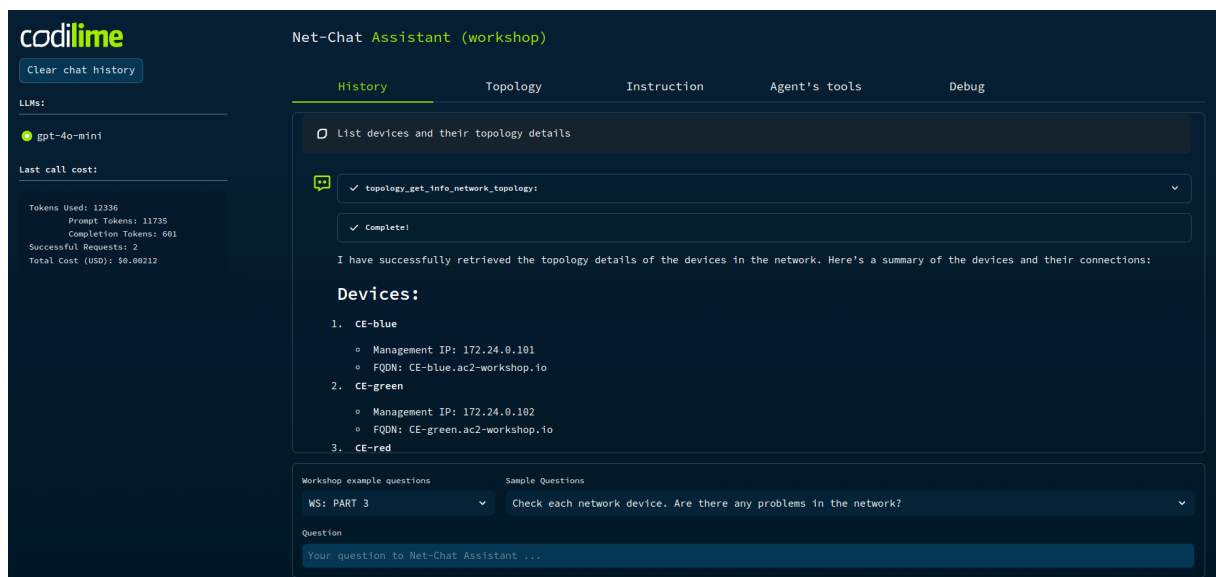 codilime
Clear chat history
LLMs:
gpt-4o-mini
Last call cost:
Tokens Used: 12336
Prompt Tokens: 11735
Completion Tokens: 601
Successful Requests: 2
Total Cost (USD): $0.00212
Net-Chat Assistant (workshop)
History Topology Instruction Agent's tools Debug
List devices and their topology details
topology_get_info_network_topology:
Complete!
I have successfully retrieved the topology details of the devices in the network. Here's a summary of the devices and their connections:
Devices:
1. CE-blue
Management IP: 172.24.0.101
FQDN: CE-blue.ac2-workshop.io
2. CE-green
Management IP: 172.24.0.102
FQDN: CE-green.ac2-workshop.io
3. CE-red
Workshop example questions Sample Questions
WS: PART 3 Check each network device. Are there any problems in the network?
Question
Your question to Net-Chat Assistant ...